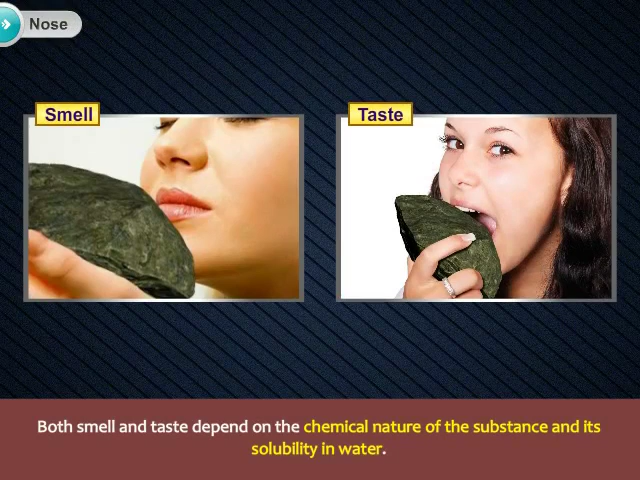 Nose
Smell
Taste
Both smell and taste depend on the chemical nature of the substance and its
solubility in water.